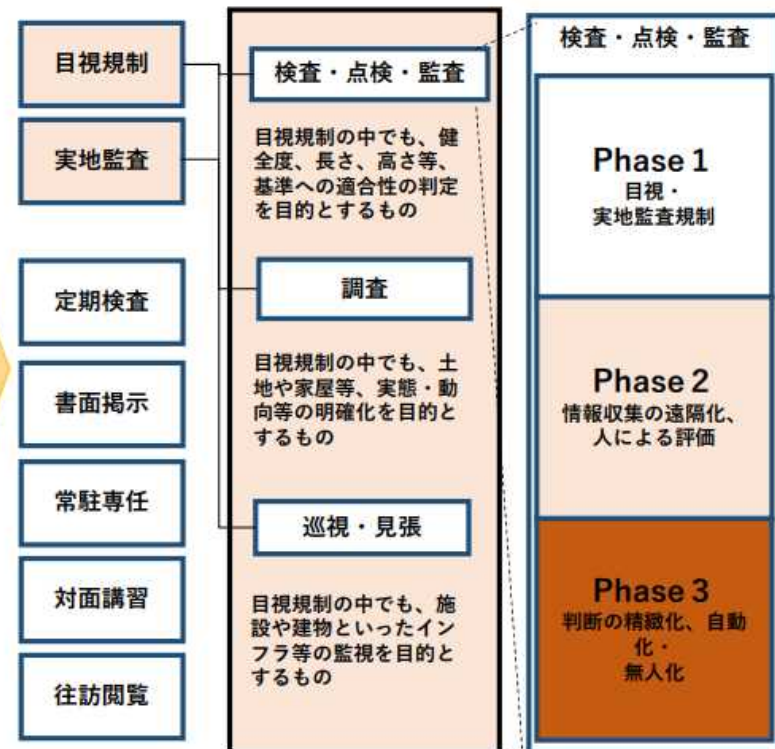 目視規制
実地監査
定期検査
書面掲示
常駐専任
対面講習
往訪閲覧
検査・点検・監査
目視規制の中でも、健
全度、長さ、高さ等、
基準への適合性の判定
を目的とするもの
調査
目視規制の中でも、土
地や家屋等、実態・動
向等の明確化を目的と
するもの
巡視・見張
目視規制の中でも、施
設や建物といったイン
フラ等の監視を目的と
するもの
検査・点検・監査
Phase 1
目視・
実地監査規制
Phase 2
情報収集の遠隔化、
人による評価
Phase 3
判断の精緻化、自動
化・
無人化